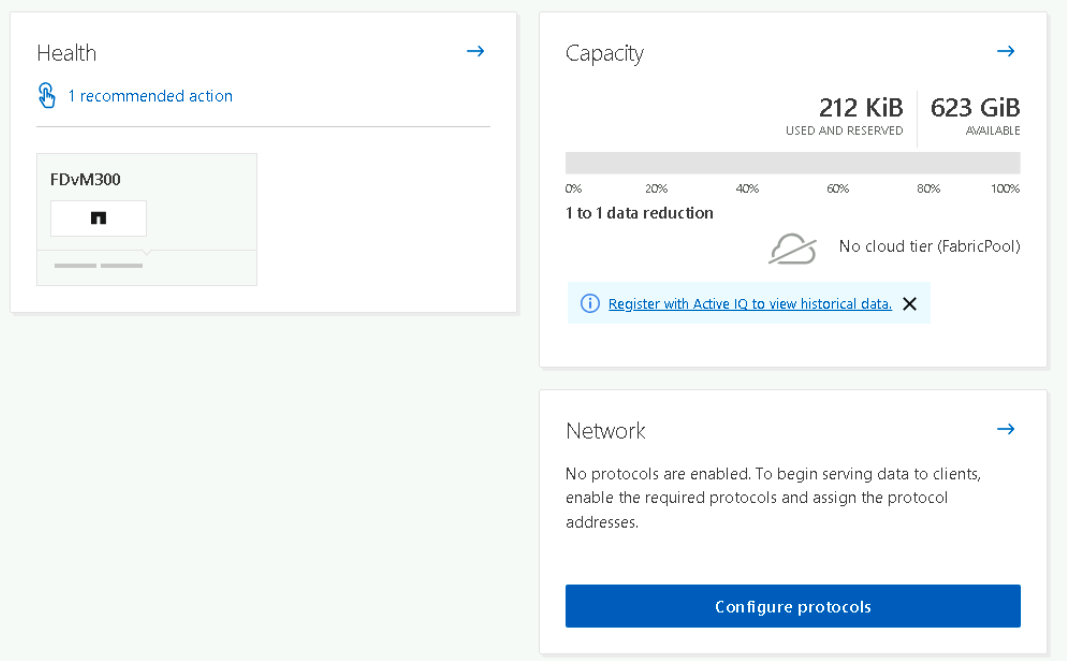 Health
1 recommended action
FDvM300
Capacity
212 KiB
USED AND RESERVED
623 GiB
AVAILABLE
0% 20% 40% 60% 80% 100%
1 to 1 data reduction
No cloud tier (FabricPool)
Register with Active IQ to view historical data.
Network
No protocols are enabled. To begin serving data to clients,
enable the required protocols and assign the protocol
addresses.
Configure protocols